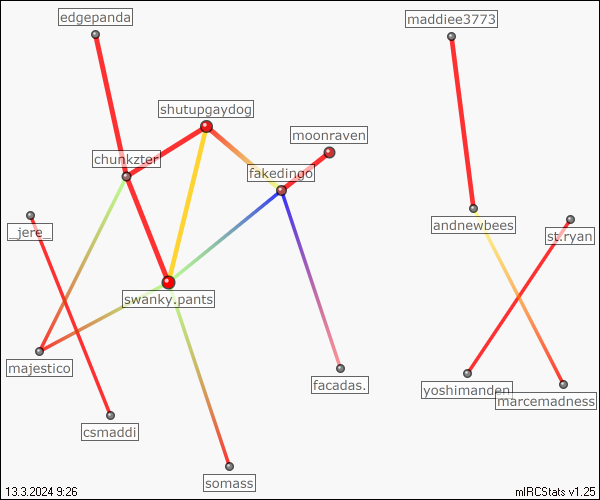 edgepanda
maddiee3773
shutupgaydog
moonraven
chunkzter
fakedingo
_jere_
andnewbees
st.ryan
swanky.pants
majestico
facadas.
yoshimanden
marcemadness
csmaddi
somass
13.3.2024 9:26
mIRCStats v1.25